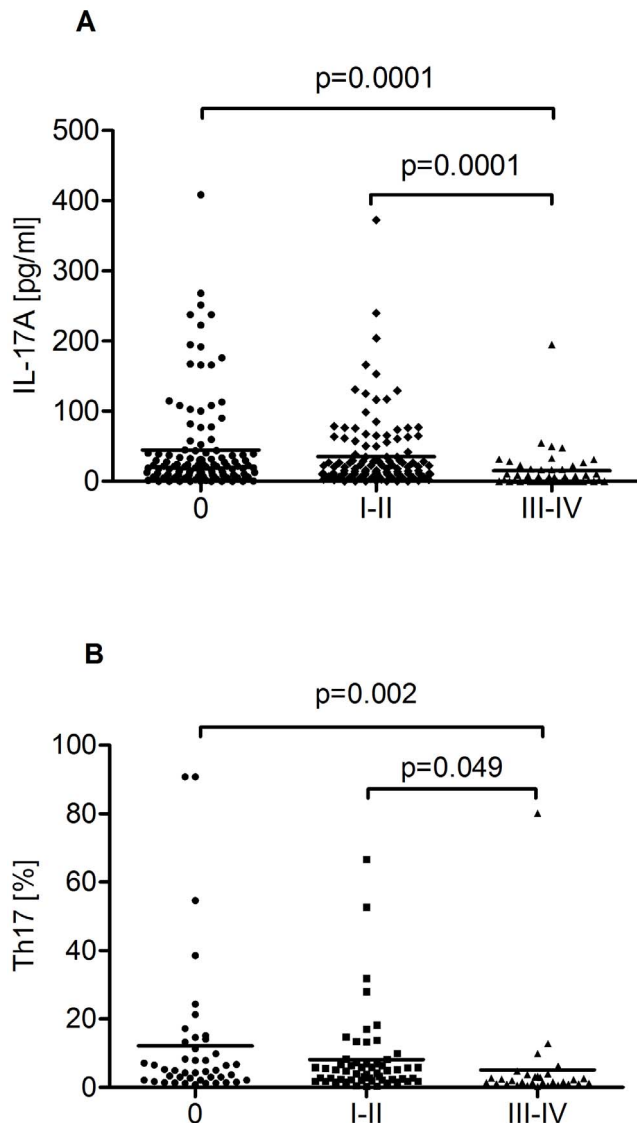 A
p=0.0001
p=0.0001
500
400
300
200
100
0
IL-17A [pg/ml]
0 I-II III-IV
B
p=0.002
p=0.049
100
80
60
40
20
0
Th17 [%]
0 I-II III-IV